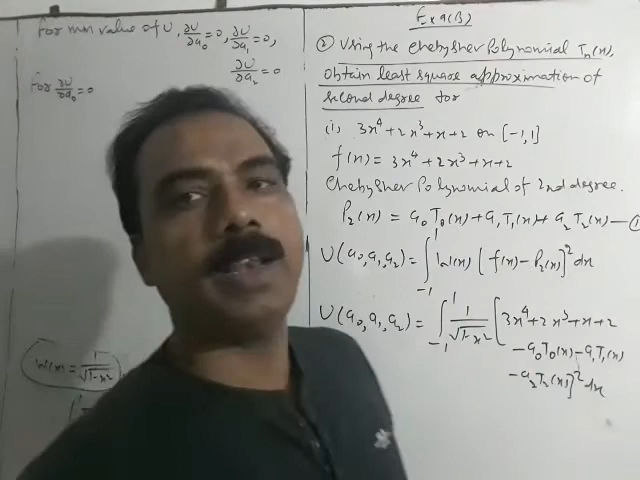 For min value of U, ∂U/∂a₀ = 0, ∂U/∂a₁ = 0,
∂U/∂a₂ = 0
For ∂U/∂a₀ = 0
w(x) = 1/√1-x²
Ex 9(B)
② Using the Chebyshev Polynomial Tn(x),
obtain least square approximation of
second degree for
(i) 3x⁴+2x³+x+2 on [-1,1]
f(x) = 3x⁴+2x³+x+2
Chebyshev Polynomial of 2nd degree.
P₂(x) = a₀T₀(x)+a₁T₁(x)+a₂T₂(x) — ①
U(a₀,a₁,a₂) = ∫₋₁¹ w(x) [f(x) - P₂(x)]² dx
U(a₀,a₁,a₂) = ∫₋₁¹ 1/√1-x² [3x⁴+2x³+x+2
-a₀T₀(x)-a₁T₁(x)
-a₂T₂(x)]² dx